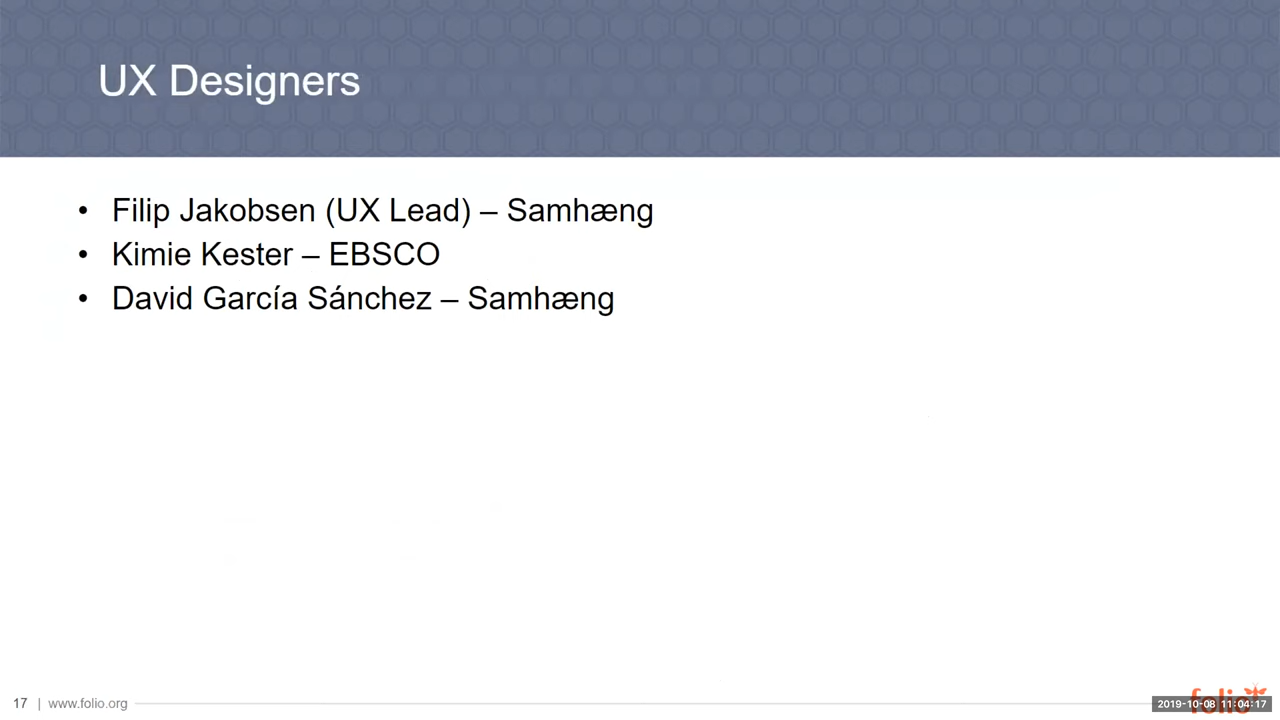 UX Designers
• Filip Jakobsen (UX Lead) – Samhæng
• Kimie Kester – EBSCO
• David García Sánchez – Samhæng
17 | www.folio.org
folio
2019-10-08 11:04:17